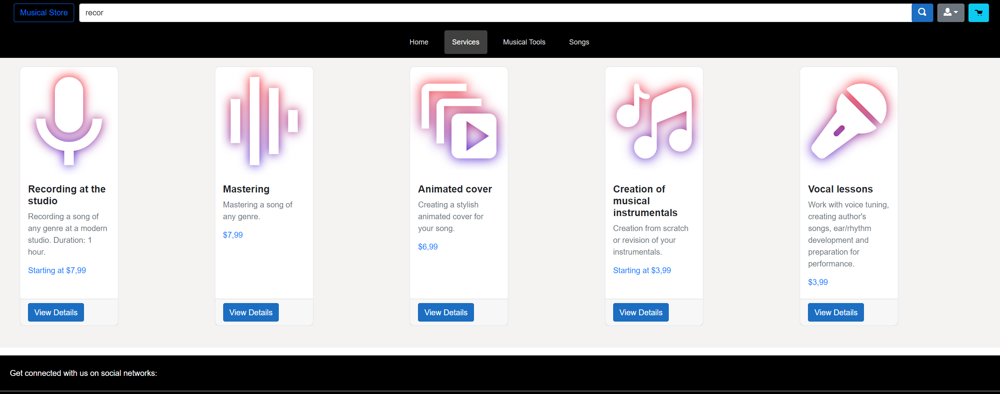 Musical Store
recor
Home
Services
Musical Tools
Songs
Recording at the
studio
Recording a song of
any genre at a modern
studio. Duration: 1
hour.
Starting at $7,99
View Details
Mastering
Mastering a song of
any genre.
$7,99
View Details
Animated cover
Creating a stylish
animated cover for
your song.
$6,99
View Details
Creation of
musical
instrumentals
Creation from scratch
or revision of your
instrumentals.
Starting at $3,99
View Details
Vocal lessons
Work with voice tuning,
creating author's
songs, ear/rhythm
development and
preparation for
performance.
$3,99
View Details
Get connected with us on social networks: